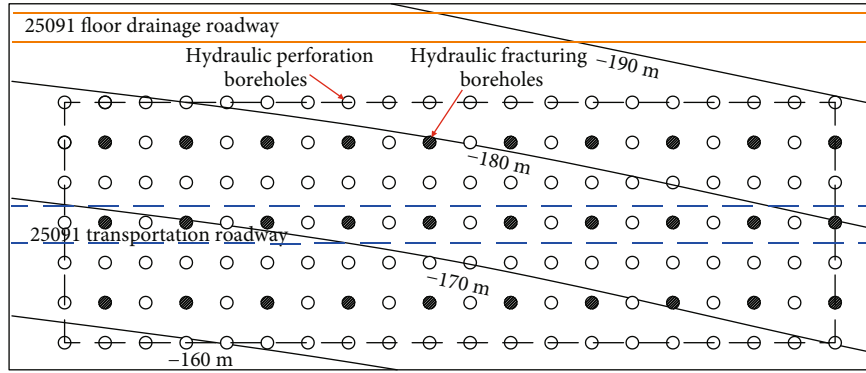 25091 floor drainage roadway
Hydraulic perforation
boreholes
Hydraulic fracturing
boreholes
−190 m
−180 m
25091 transportation roadway
−170 m
−160 m